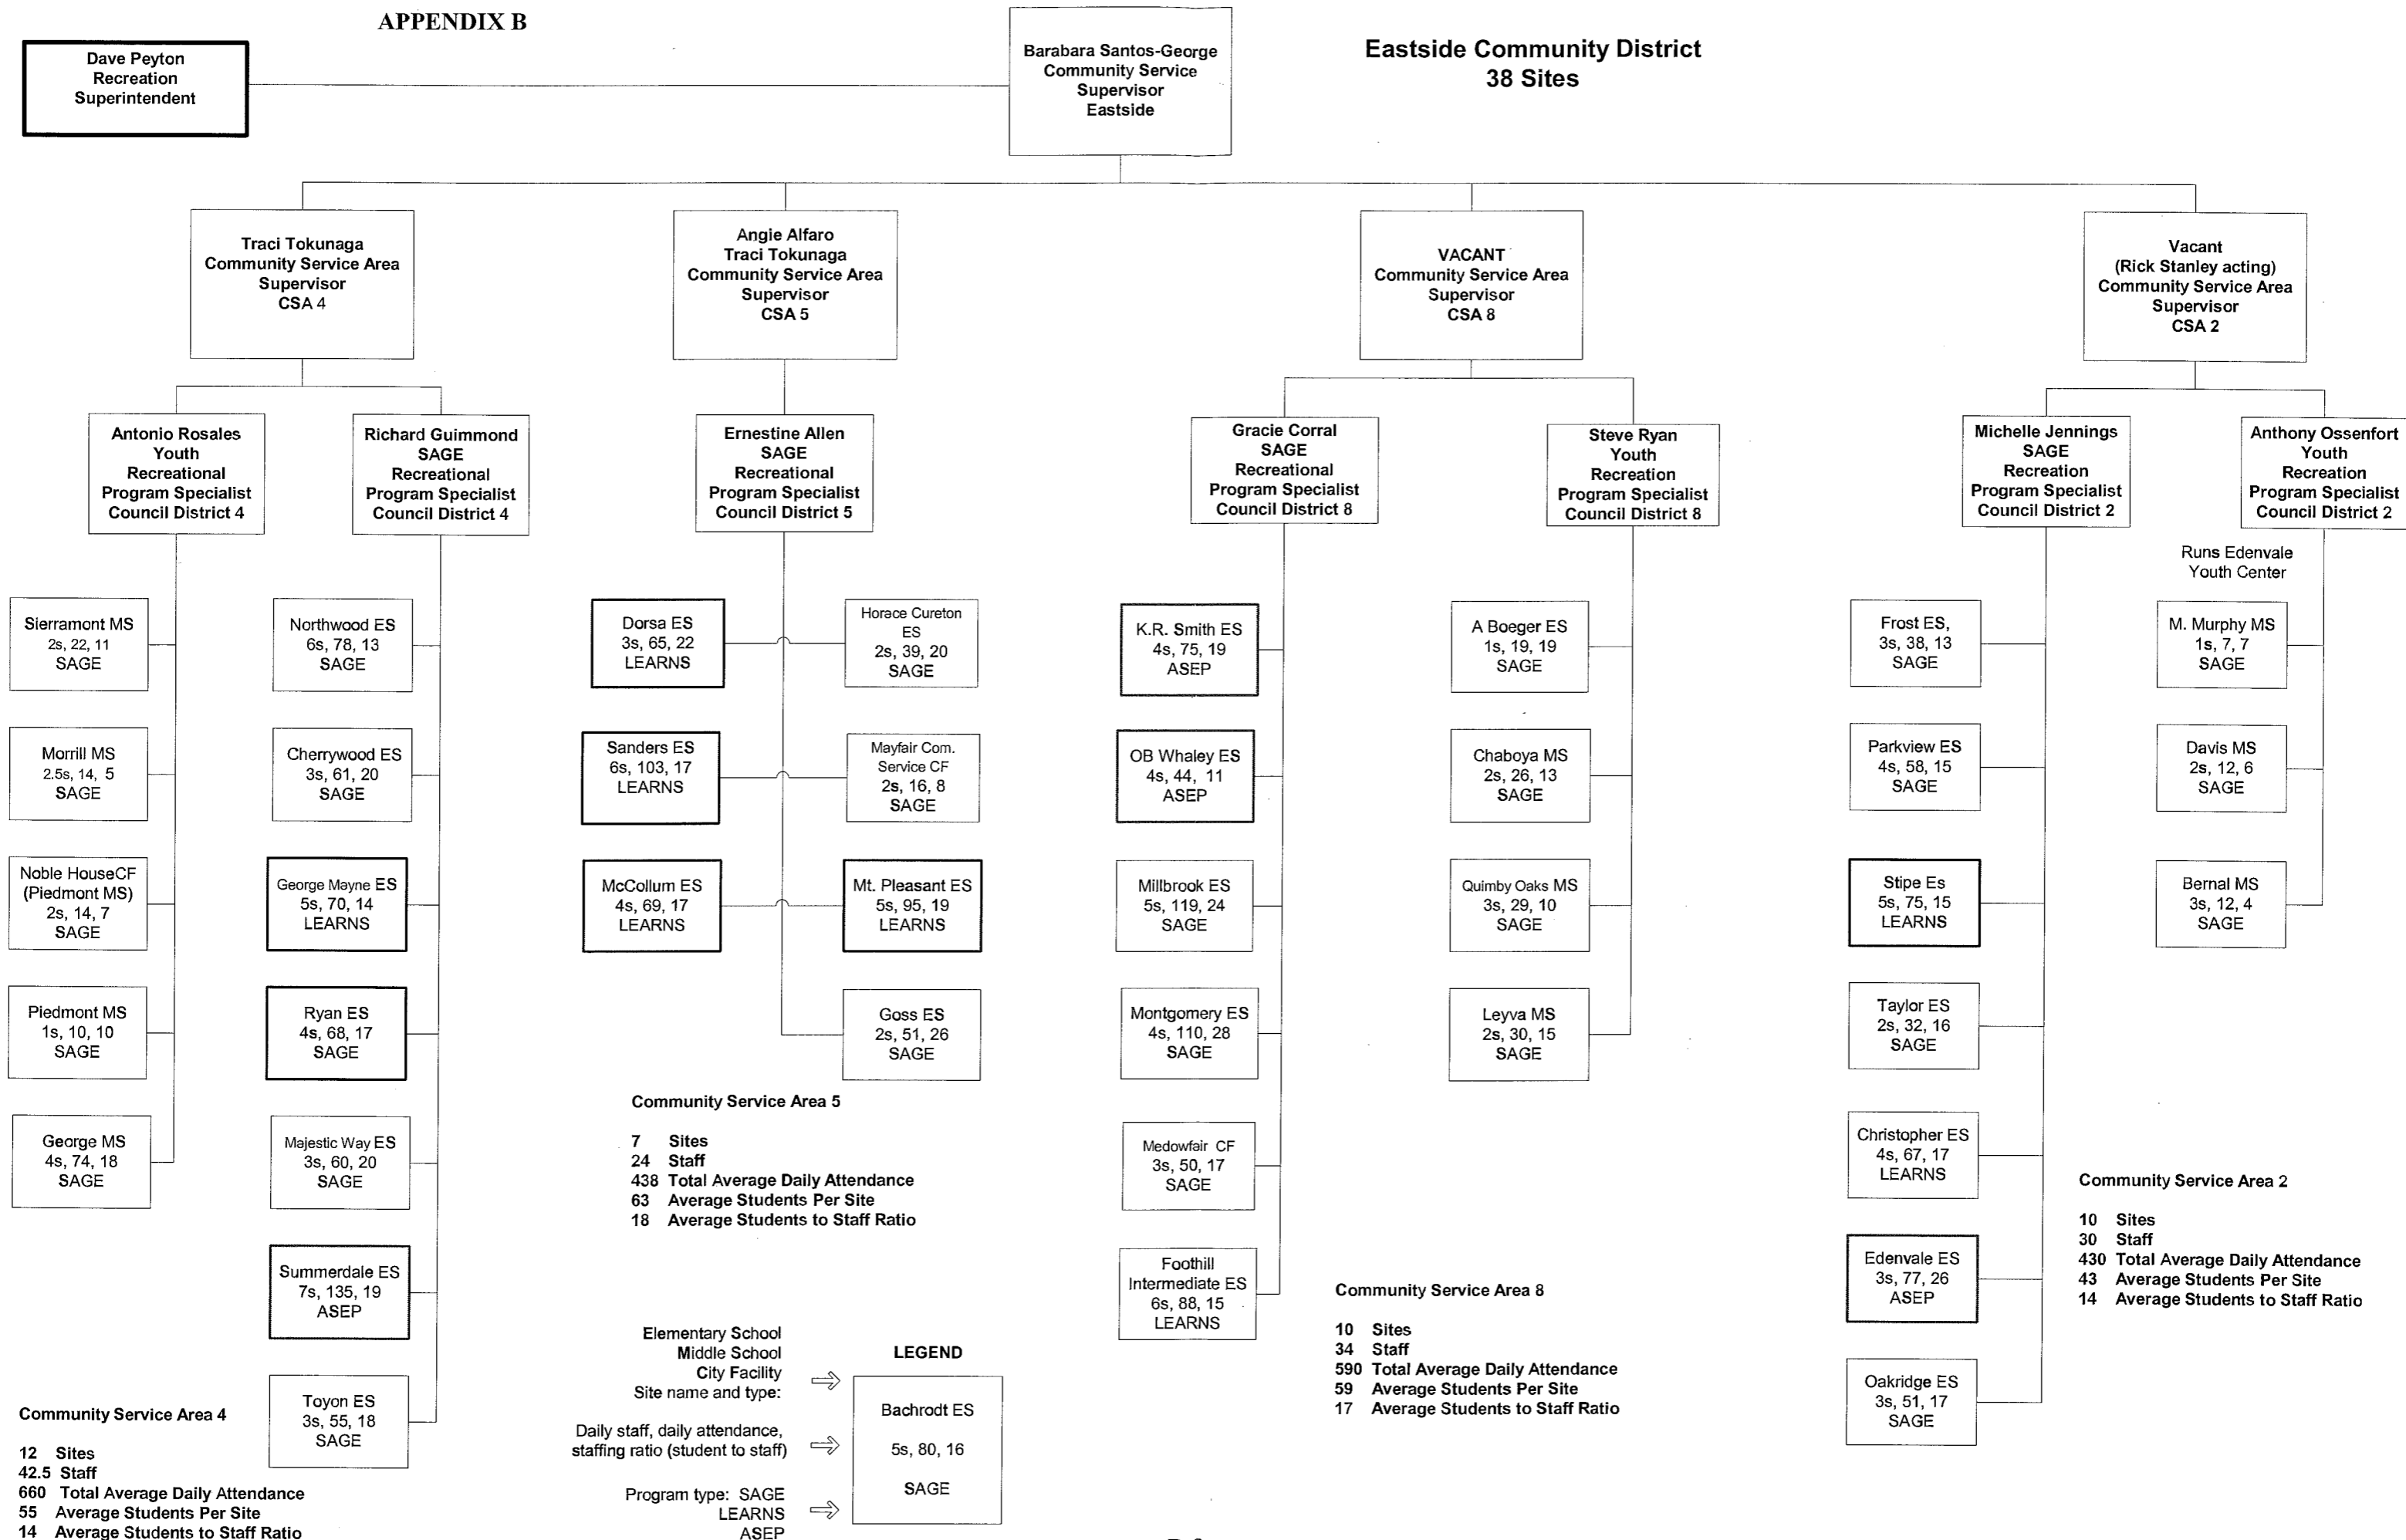 APPENDIX B
Dave Peyton
Recreation
Superintendent
Barabara Santos-George
Community Service
Supervisor
Eastside
Eastside Community District
38 Sites
Traci Tokunaga
Community Service Area
Supervisor
CSA 4
Angie Alfaro
Traci Tokunaga
Community Service Area
Supervisor
CSA 5
VACANT
Community Service Area
Supervisor
CSA 8
Vacant
(Rick Stanley acting)
Community Service Area
Supervisor
CSA 2
Antonio Rosales
Youth
Recreational
Program Specialist
Council District 4
Richard Guimmond
SAGE
Recreational
Program Specialist
Council District 4
Ernestine Allen
SAGE
Recreational
Program Specialist
Council District 5
Gracie Corral
SAGE
Recreational
Program Specialist
Council District 8
Steve Ryan
Youth
Recreation
Program Specialist
Council District 8
Michelle Jennings
SAGE
Recreation
Program Specialist
Council District 2
Anthony Ossenfort
Youth
Recreation
Program Specialist
Council District 2
Runs Edenvale
Youth Center
Sierramont MS
2s, 22, 11
SAGE
Morrill MS
2.5s, 14, 5
SAGE
Noble HouseCF
(Piedmont MS)
2s, 14, 7
SAGE
Piedmont MS
1s, 10, 10
SAGE
George MS
4s, 74, 18
SAGE
Northwood ES
6s, 78, 13
SAGE
Cherrywood ES
3s, 61, 20
SAGE
George Mayne ES
5s, 70, 14
LEARNS
Ryan ES
4s, 68, 17
SAGE
Majestic Way ES
3s, 60, 20
SAGE
Summerdale ES
7s, 135, 19
ASEP
Toyon ES
3s, 55, 18
SAGE
Dorsa ES
3s, 65, 22
LEARNS
Sanders ES
6s, 103, 17
LEARNS
McCollum ES
4s, 69, 17
LEARNS
Horace Cureton
ES
2s, 39, 20
SAGE
Mayfair Com.
Service CF
2s, 16, 8
SAGE
Mt. Pleasant ES
5s, 95, 19
LEARNS
Goss ES
2s, 51, 26
SAGE
K.R. Smith ES
4s, 75, 19
ASEP
OB Whaley ES
4s, 44, 11
ASEP
Millbrook ES
5s, 119, 24
SAGE
Montgomery ES
4s, 110, 28
SAGE
Medowfair CF
3s, 50, 17
SAGE
Foothill
Intermediate ES
6s, 88, 15
LEARNS
A Boeger ES
1s, 19, 19
SAGE
Chaboya MS
2s, 26, 13
SAGE
Quimby Oaks MS
3s, 29, 10
SAGE
Leyva MS
2s, 30, 15
SAGE
Frost ES,
3s, 38, 13
SAGE
Parkview ES
4s, 58, 15
SAGE
Stipe Es
5s, 75, 15
LEARNS
Taylor ES
2s, 32, 16
SAGE
Christopher ES
4s, 67, 17
LEARNS
Edenvale ES
3s, 77, 26
ASEP
Oakridge ES
3s, 51, 17
SAGE
M. Murphy MS
1s, 7, 7
SAGE
Davis MS
2s, 12, 6
SAGE
Bernal MS
3s, 12, 4
SAGE
Community Service Area 5
7 Sites
24 Staff
438 Total Average Daily Attendance
63 Average Students Per Site
18 Average Students to Staff Ratio
Community Service Area 2
10 Sites
30 Staff
430 Total Average Daily Attendance
43 Average Students Per Site
14 Average Students to Staff Ratio
Community Service Area 8
10 Sites
34 Staff
590 Total Average Daily Attendance
59 Average Students Per Site
17 Average Students to Staff Ratio
Community Service Area 4
12 Sites
42.5 Staff
660 Total Average Daily Attendance
55 Average Students Per Site
14 Average Students to Staff Ratio
Elementary School
Middle School
City Facility
Site name and type:
Daily staff, daily attendance,
staffing ratio (student to staff)
Program type: SAGE
LEARNS
ASEP
LEGEND
Bachrodt ES
5s, 80, 16
SAGE